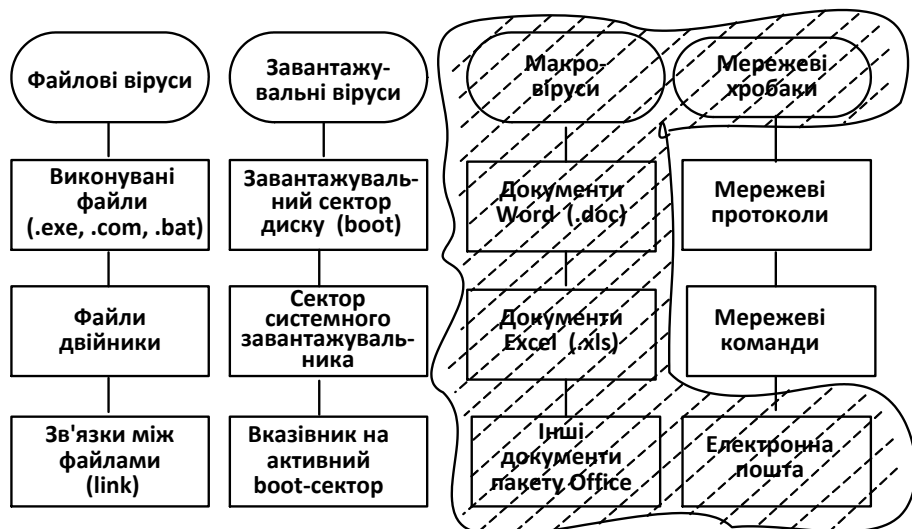 Файлові віруси
Завантажу-
вальні віруси
Макро-
віруси
Мережеві
хробаки
Виконувані
файли
(.exe, .com, .bat)
Завантажуваль-
ний сектор
диску (boot)
Документи
Word (.doc)
Мережеві
протоколи
Файли
двійники
Сектор
системного
завантажуваль-
ника
Документи
Excel (.xls)
Мережеві
команди
Зв'язки між
файлами
(link)
Вказівник на
активний
boot-сектор
Інші
документи
пакету Office
Електронна
пошта